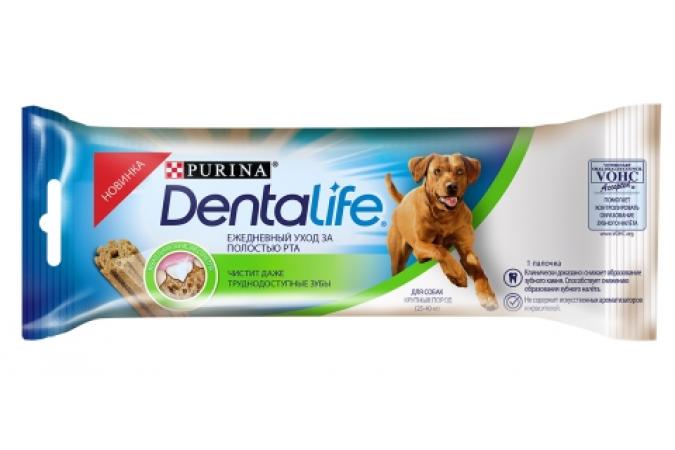 НОВИНКА
PURINA®
DentaLife®
ЕЖЕДНЕВНЫЙ УХОД ЗА
ПОЛОСТЬЮ РТА
ЧИСТИТ ДАЖЕ
ТРУДНОДОСТУПНЫЕ ЗУБЫ
ДЛЯ СОБАК
КРУПНЫХ ПОРОД
(25-40 кг)
VOHC
Accepted
ПОМОГАЕТ
КОНТРОЛИРОВАТЬ
ОБРАЗОВАНИЕ
ЗУБНОГО НАЛЁТА
WWW.VOHC.org
1 палочка
Клинически доказано: снижает образование
зубного камня. Способствует снижению
образования зубного налёта.
Не содержит искусственных ароматизаторов
и красителей.